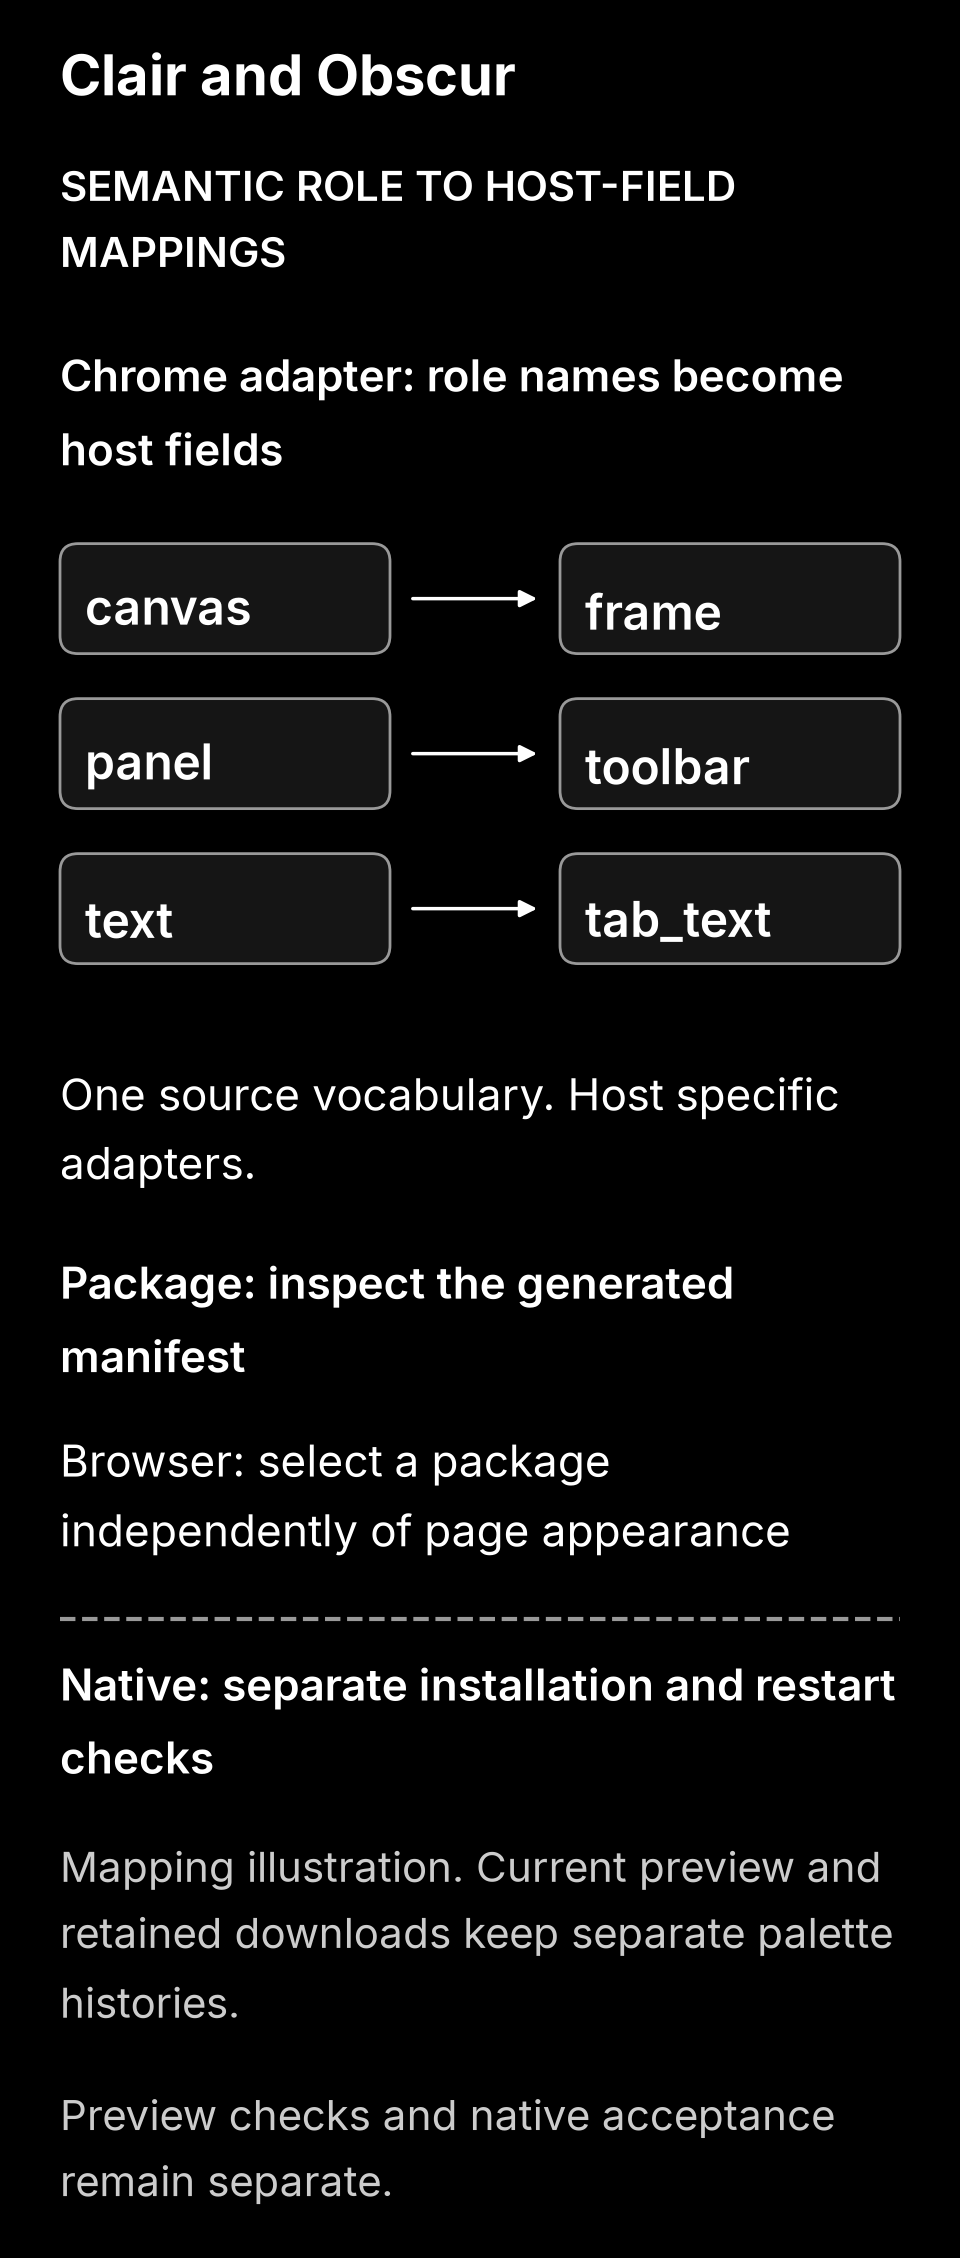 Clair and Obscur
SEMANTIC ROLE TO HOST-FIELD
MAPPINGS
Chrome adapter: role names become
host fields
canvas
frame
panel
toolbar
text
tab_text
One source vocabulary. Host specific
adapters.
Package: inspect the generated
manifest
Browser: select a package
independently of page appearance
Native: separate installation and restart
checks
Mapping illustration. Current preview and
retained downloads keep separate palette
histories.
Preview checks and native acceptance
remain separate.